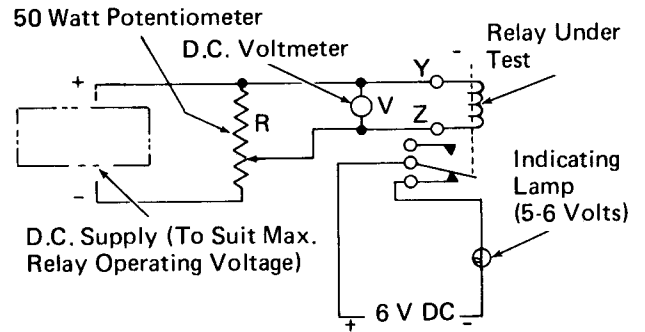 50 Watt Potentiometer
D.C. Voltmeter
Relay Under
Test
-
Y
+
V
R
Z
Indicating
Lamp
(5-6 Volts)
-
D.C. Supply (To Suit Max.
Relay Operating Voltage)
+ 6 V DC -